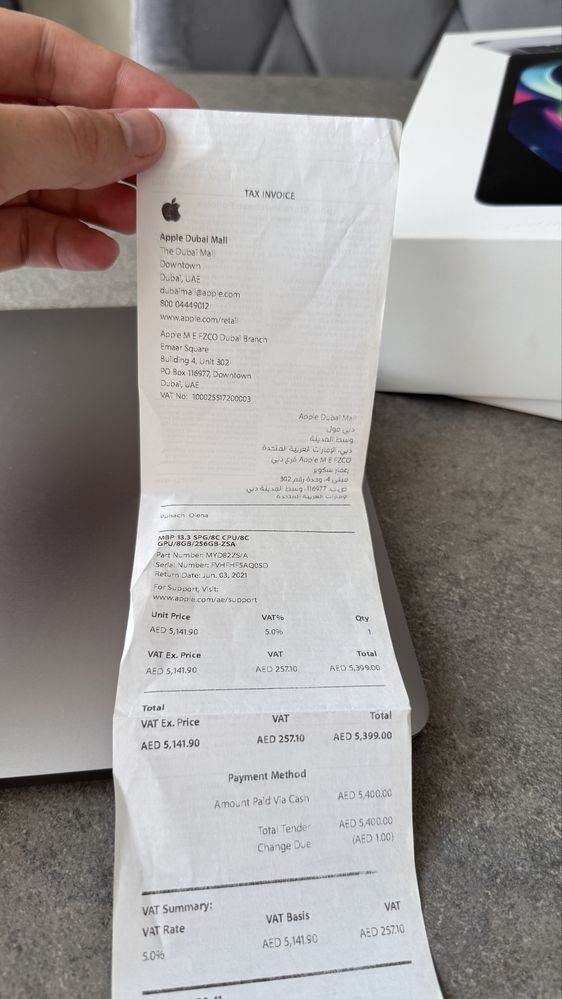 TAX INVOICE
Apple Dubai Mall
The Dubai Mall
Downtown
Dubai, UAE
dubaimall@apple.com
800 04449012
www.apple.com/retail
Apple M E FZCO Dubai Branch
Emaar Square
Building 4, Unit 302
PO Box 116977, Downtown
Dubai, UAE
VAT No: 100025517200003
Apple Dubai Mall
دبي مول
وسط المدينة
دبي، الإمارات العربية المتحدة
Apple M E FZCO فرع دبي
إعمار سكوير
مبنى 4، وحدة رقم 302
ص.ب. 116977، وسط المدينة دبي
الإمارات العربية المتحدة
Puhach, Olena
MBP 13.3 SPG/8C CPU/8C
GPU/8GB/256GB-ZSA
Part Number: MYD82ZS/A
Serial Number: FVHFHF5AQ05D
Return Date: Jun. 03, 2021
For Support, Visit:
www.apple.com/ae/support
Unit Price VAT% Qty
AED 5,141.90 5.0% 1
VAT Ex. Price VAT Total
AED 5,141.90 AED 257.10 AED 5,399.00
Total
VAT Ex. Price VAT Total
AED 5,141.90 AED 257.10 AED 5,399.00
Payment Method
Amount Paid Via Cash AED 5,400.00
Total Tender AED 5,400.00
Change Due (AED 1.00)
VAT Summary:
VAT Rate VAT Basis VAT
5.0% AED 5,141.90 AED 257.10